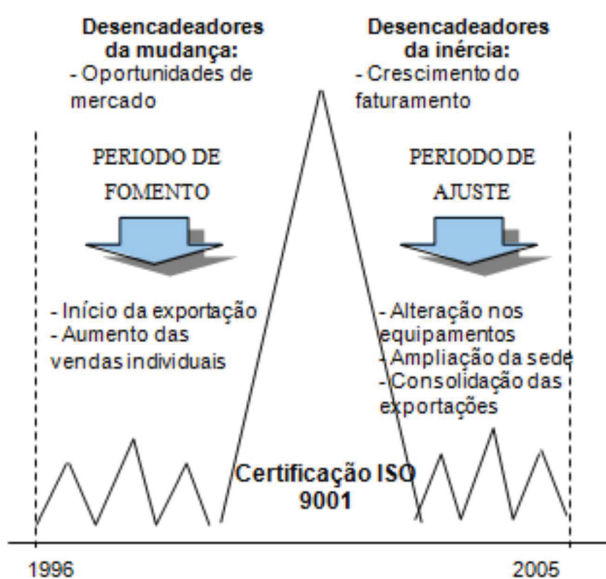 Desencadeadores
da mudança:
- Oportunidades de
mercado
Desencadeadores
da inércia:
- Crescimento do
faturamento
PERIODO DE
FOMENTO
PERIODO DE
AJUSTE
- Início da exportação
- Aumento das
vendas individuais
- Alteração nos
equipamentos
- Ampliação da sede
- Consolidação das
exportações
Certificação ISO
9001
1996
2005